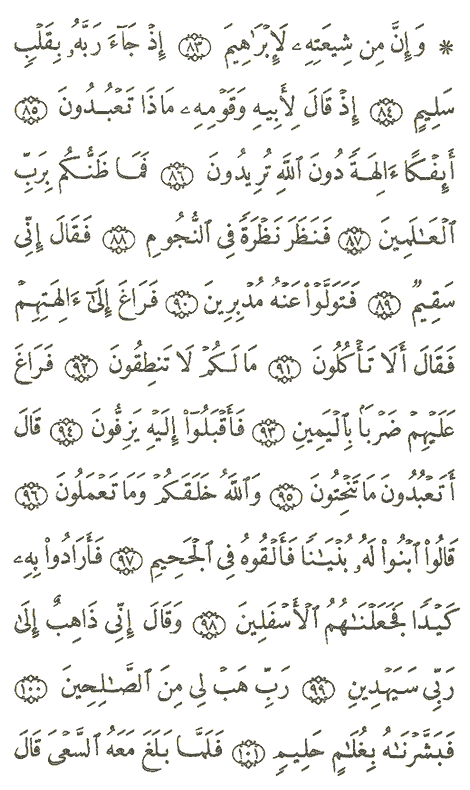 * وَإِنَّ مِن شِيعَتِهِۦ لَإِبْرَٰهِيمَ ٨٣ إِذْ جَآءَ رَبَّهُۥ بِقَلْبٍ
سَلِيمٍ ٨٤ إِذْ قَالَ لِأَبِيهِ وَقَوْمِهِۦ مَاذَا تَعْبُدُونَ ٨٥
أَئِفْكًا ءَالِهَةً دُونَ ٱللَّهِ تُرِيدُونَ ٨٦ فَمَا ظَنُّكُم بِرَبِّ
ٱلْعَٰلَمِينَ ٨٧ فَنَظَرَ نَظْرَةً فِى ٱلنُّجُومِ ٨٨ فَقَالَ إِنِّى
سَقِيمٌ ٨٩ فَتَوَلَّوْا۟ عَنْهُ مُدْبِرِينَ ٩٠ فَرَاغَ إِلَىٰٓ ءَالِهَتِهِمْ
فَقَالَ أَلَا تَأْكُلُونَ ٩١ مَا لَكُمْ لَا تَنطِقُونَ ٩٢ فَرَاغَ
عَلَيْهِمْ ضَرْبًۢا بِٱلْيَمِينِ ٩٣ فَأَقْبَلُوٓا۟ إِلَيْهِ يَزِفُّونَ ٩٤ قَالَ
أَتَعْبُدُونَ مَا تَنْحِتُونَ ٩٥ وَٱللَّهُ خَلَقَكُمْ وَمَا تَعْمَلُونَ ٩٦
قَالُوا۟ ٱبْنُوا۟ لَهُۥ بُنْيَٰنًا فَأَلْقُوهُ فِى ٱلْجَحِيمِ ٩٧ فَأَرَادُوا۟ بِهِۦ
كَيْدًا فَجَعَلْنَٰهُمُ ٱلْأَسْفَلِينَ ٩٨ وَقَالَ إِنِّى ذَاهِبٌ إِلَىٰ
رَبِّى سَيَهْدِينِ ٩٩ رَبِّ هَبْ لِى مِنَ ٱلصَّٰلِحِينَ ١٠٠
فَبَشَّرْنَٰهُ بِغُلَٰمٍ حَلِيمٍ ١٠١ فَلَمَّا بَلَغَ مَعَهُ ٱلسَّعْىَ قَالَ